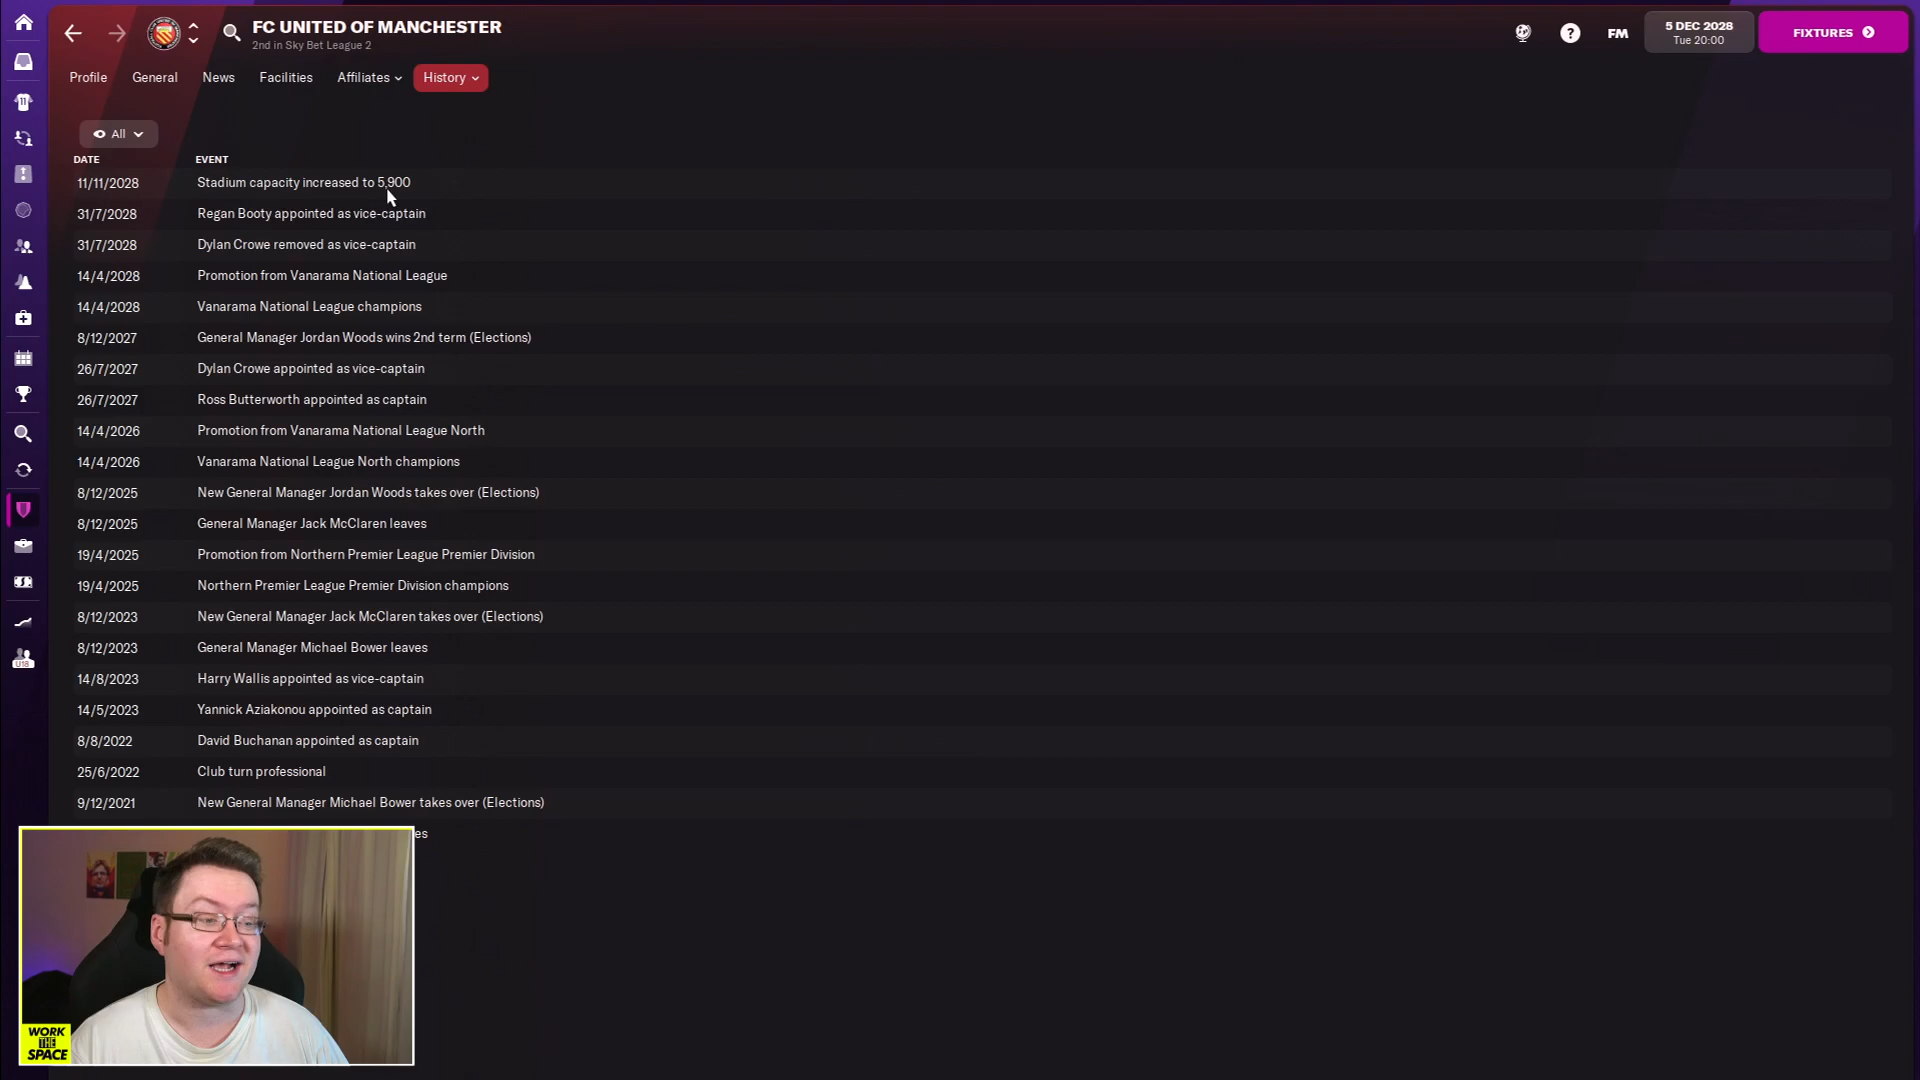 FC UNITED OF MANCHESTER
2nd in Sky Bet League 2
FM
5 DEC 2028
Tue 20:00
FIXTURES
Profile
General
News
Facilities
Affiliates
History
All
DATE EVENT
11/11/2028 Stadium capacity increased to 5,900
31/7/2028 Regan Booty appointed as vice-captain
31/7/2028 Dylan Crowe removed as vice-captain
14/4/2028 Promotion from Vanarama National League
14/4/2028 Vanarama National League champions
8/12/2027 General Manager Jordan Woods wins 2nd term (Elections)
26/7/2027 Dylan Crowe appointed as vice-captain
26/7/2027 Ross Butterworth appointed as captain
14/4/2026 Promotion from Vanarama National League North
14/4/2026 Vanarama National League North champions
8/12/2025 New General Manager Jordan Woods takes over (Elections)
8/12/2025 General Manager Jack McClaren leaves
19/4/2025 Promotion from Northern Premier League Premier Division
19/4/2025 Northern Premier League Premier Division champions
8/12/2023 New General Manager Jack McClaren takes over (Elections)
8/12/2023 General Manager Michael Bower leaves
14/8/2023 Harry Wallis appointed as vice-captain
14/5/2023 Yannick Aziakonou appointed as captain
8/8/2022 David Buchanan appointed as captain
25/6/2022 Club turn professional
9/12/2021 New General Manager Michael Bower takes over (Elections)
es
U18
WORK
THE
SPACE